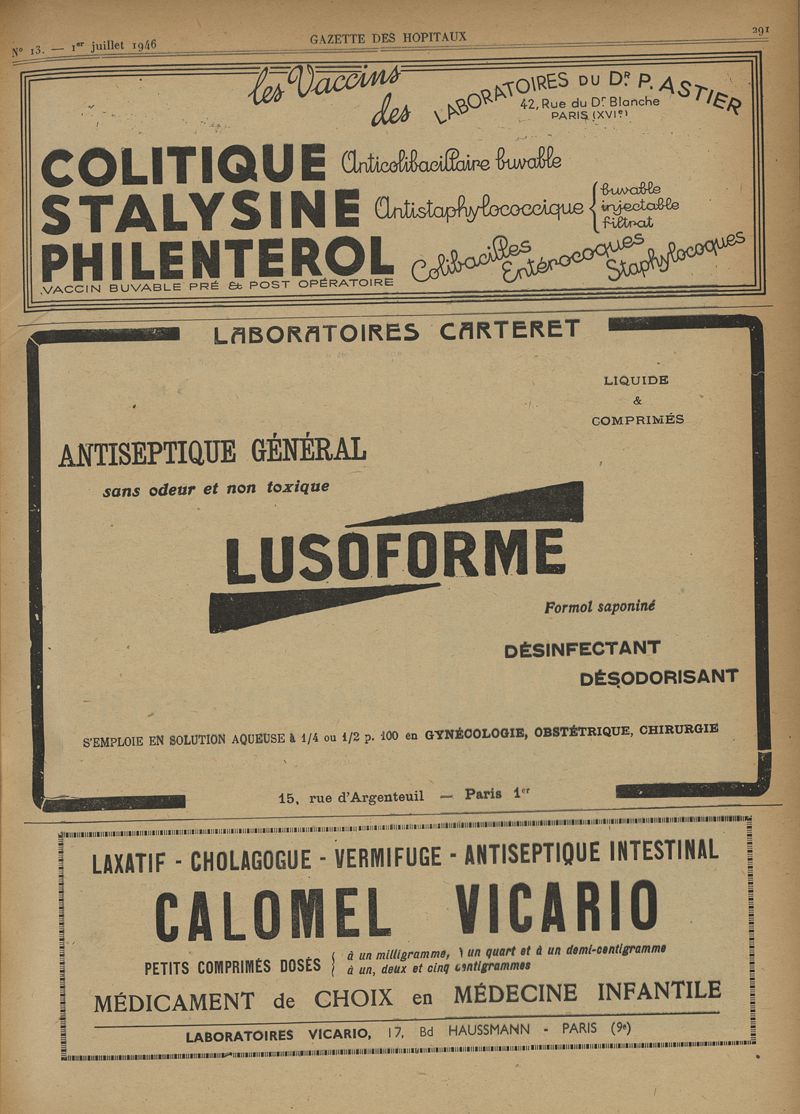 N° 13. — 1er juillet 1946 GAZETTE DES HOPITAUX 291
les Vaccins
des
LABORATOIRES DU Dr P. ASTIER
42, Rue du Dr Blanche
PARIS (XVIe)
COLITIQUE Anticolibacillaire buvable
STALYSINE Antistaphylococcique { buvable
injectable
filtrat
PHILENTEROL Colibacilles
Entérocoques
Staphylocoques
VACCIN BUVABLE PRÉ & POST OPÉRATOIRE
LABORATOIRES CARTERET
LIQUIDE
&
COMPRIMÉS
ANTISEPTIQUE GÉNÉRAL
sans odeur et non toxique
LUSOFORME
Formol saponiné
DÉSINFECTANT
DÉSODORISANT
S'EMPLOIE EN SOLUTION AQUEUSE à 1/4 ou 1/2 p. 100 en GYNÉCOLOGIE, OBSTÉTRIQUE, CHIRURGIE
15, rue d'Argenteuil — Paris 1er
LAXATIF - CHOLAGOGUE - VERMIFUGE - ANTISEPTIQUE INTESTINAL
CALOMEL VICARIO
PETITS COMPRIMÉS DOSÉS { à un milligramme, } un quart et à un demi-centigramme
à un, deux et cinq centigrammes
MÉDICAMENT de CHOIX en MÉDECINE INFANTILE
LABORATOIRES VICARIO, 17, Bd HAUSSMANN - PARIS (9e)